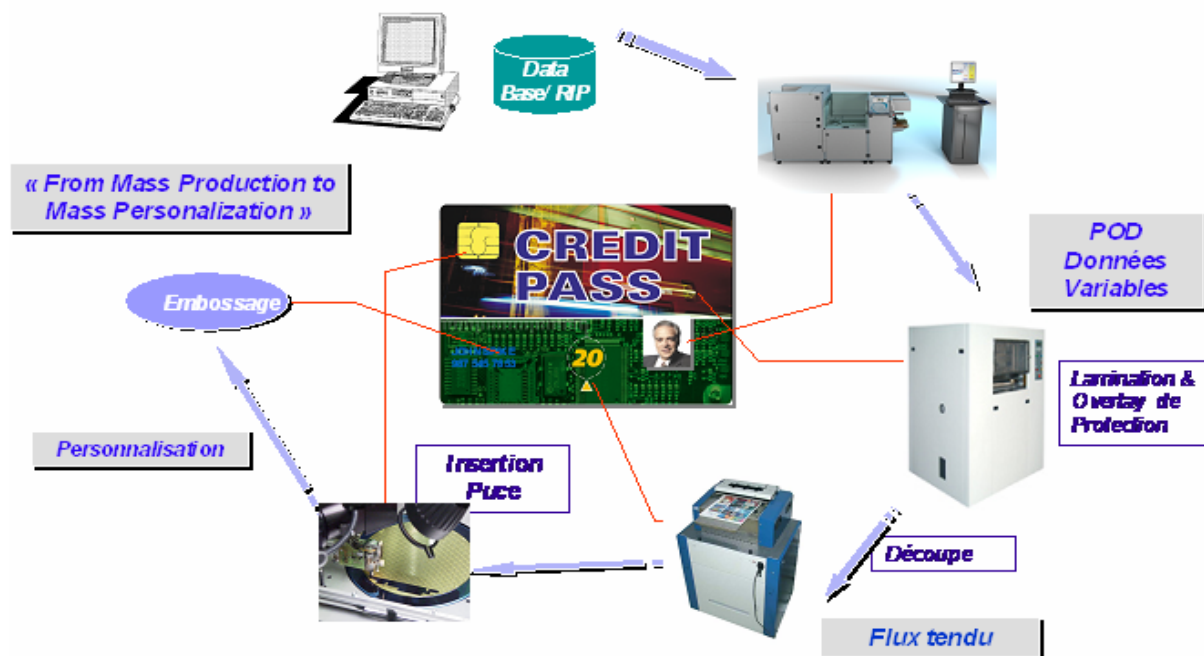 Data
Base/ RIP
« From Mass Production to
Mass Personalization »
POD
Données
Variables
CREDIT
PASS
Embossage
20
Lamination &
Overlay de
Protection
Personnalisation
Insertion
Puce
Découpe
Flux tendu